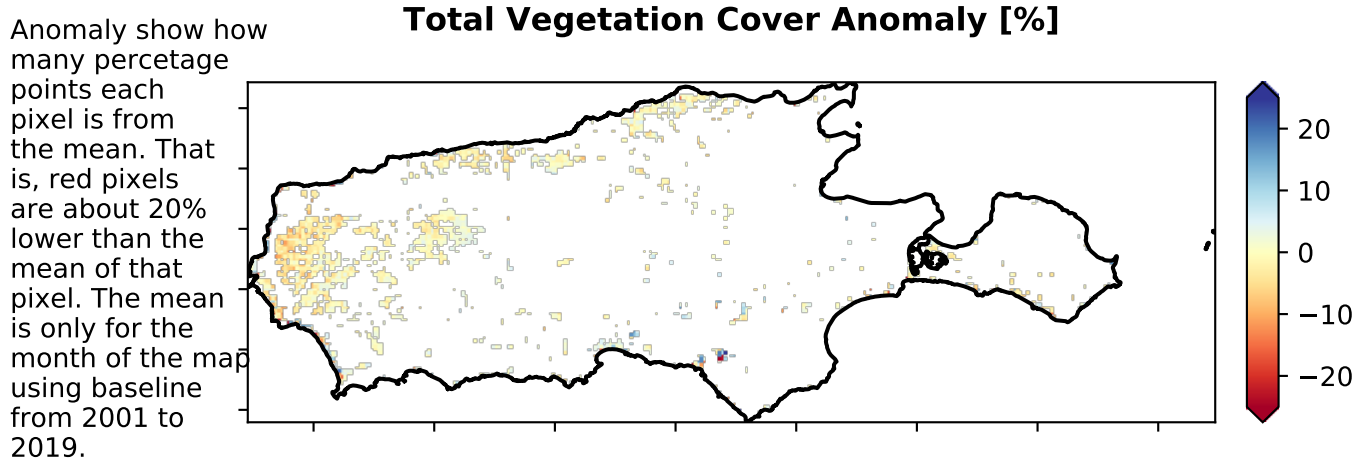 Total Vegetation Cover Anomaly [%]
Anomaly show how
many percetage
points each
pixel is from
the mean. That
is, red pixels
are about 20%
lower than the
mean of that
pixel. The mean
is only for the
month of the map
using baseline
from 2001 to
2019.
20
10
0
−10
−20